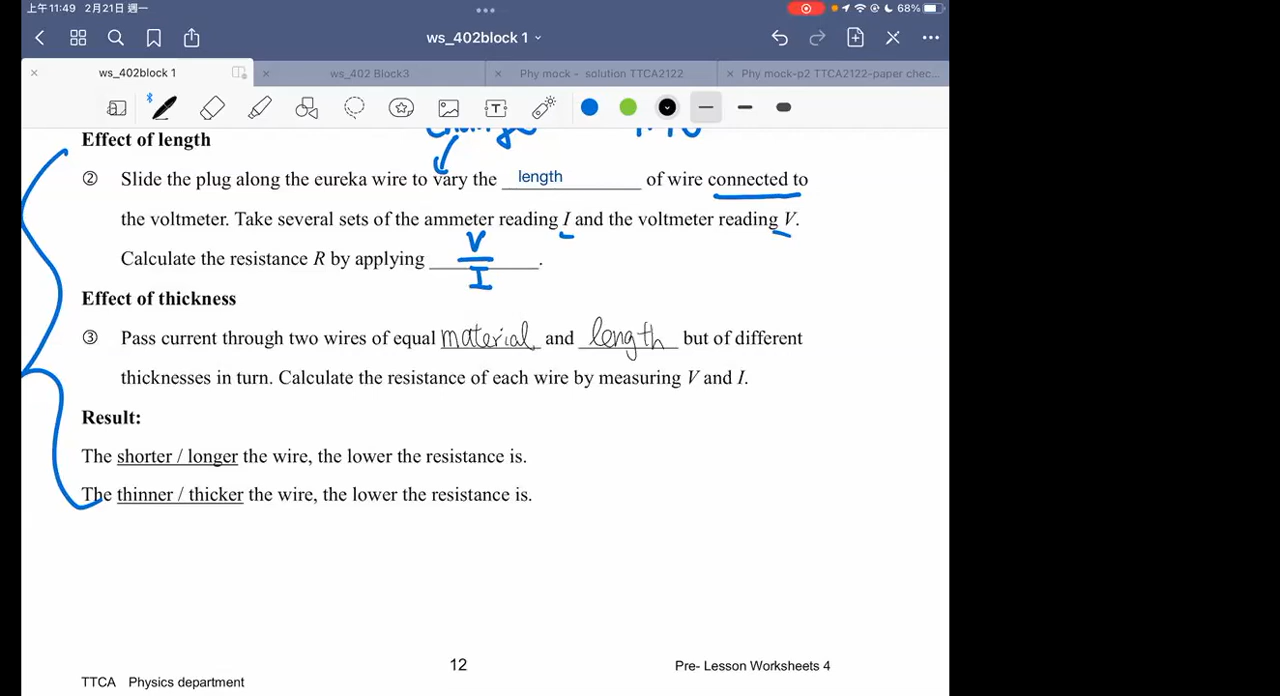 上午11:49 2月21日 週一
68%
ws_402block 1
ws_402block 1
ws_402 Block3
Phy mock - solution TTCA2122
Phy mock-p2 TTCA2122-paper chec...
Effect of length
② Slide the plug along the eureka wire to vary the length of wire connected to
the voltmeter. Take several sets of the ammeter reading I and the voltmeter reading V.
Calculate the resistance R by applying V/I.
Effect of thickness
③ Pass current through two wires of equal material and length but of different
thicknesses in turn. Calculate the resistance of each wire by measuring V and I.
Result:
The shorter / longer the wire, the lower the resistance is.
The thinner / thicker the wire, the lower the resistance is.
12
Pre- Lesson Worksheets 4
TTCA Physics department